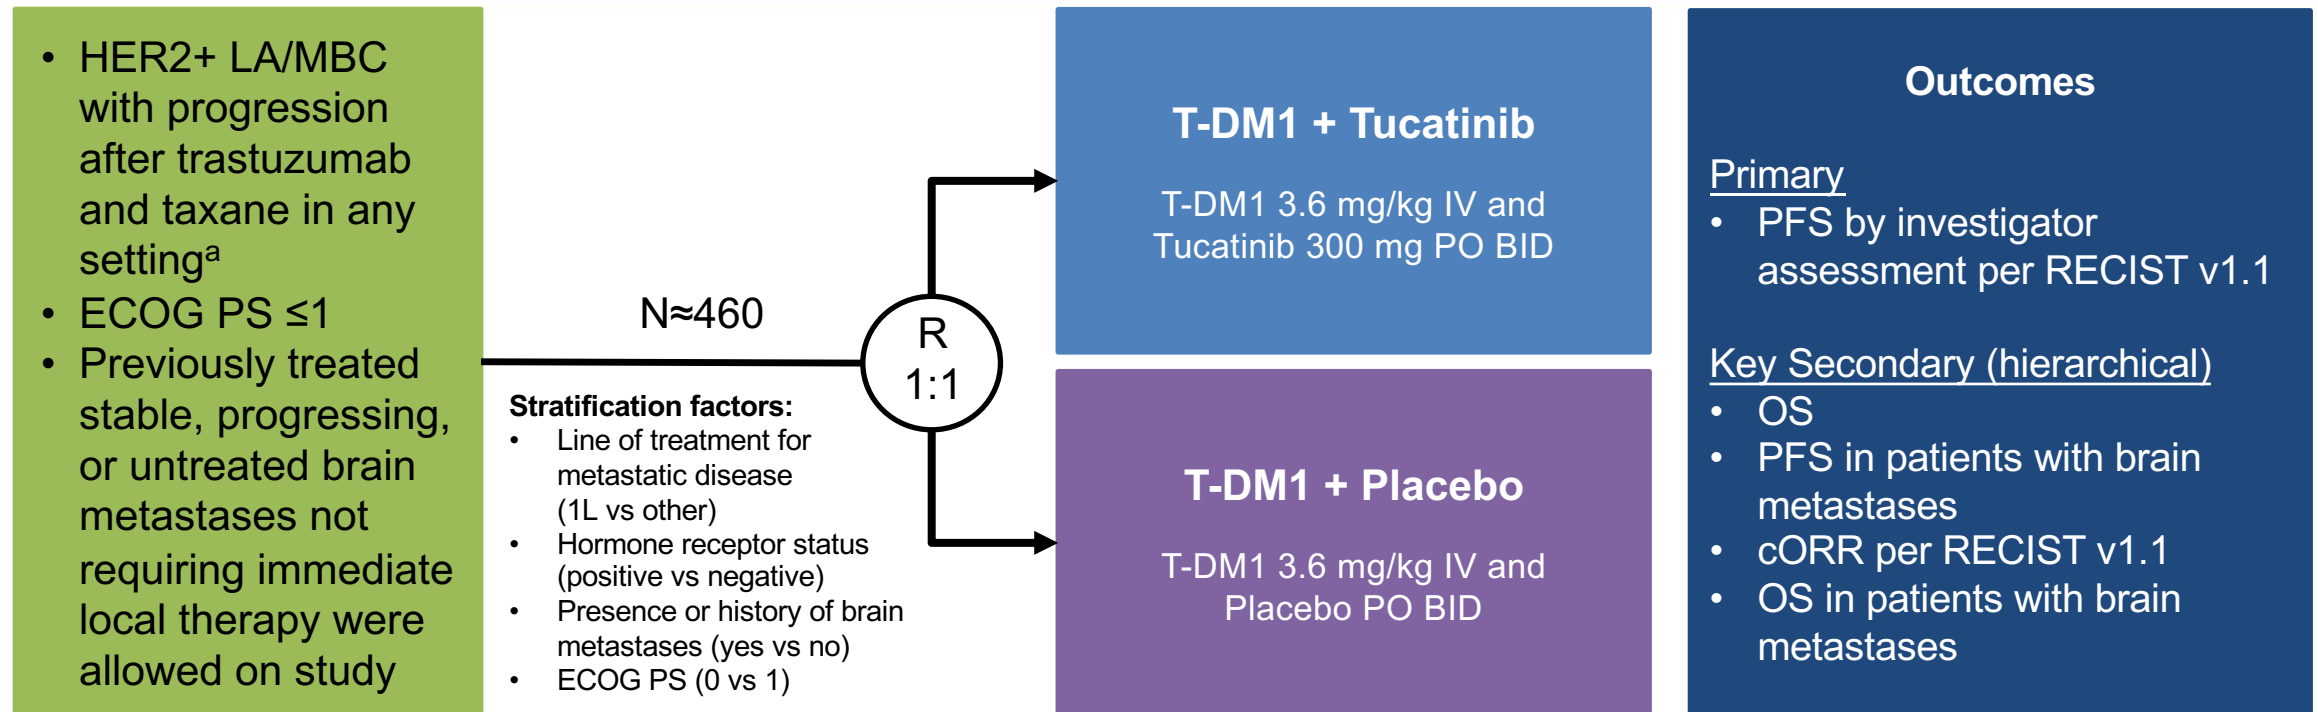 • HER2+ LA/MBC
with progression
after trastuzumab
and taxane in any
settingᵃ
• ECOG PS ≤1
• Previously treated
stable, progressing,
or untreated brain
metastases not
requiring immediate
local therapy were
allowed on study
N≈460
R
1:1
Stratification factors:
• Line of treatment for
metastatic disease
(1L vs other)
• Hormone receptor status
(positive vs negative)
• Presence or history of brain
metastases (yes vs no)
• ECOG PS (0 vs 1)
T-DM1 + Tucatinib
T-DM1 3.6 mg/kg IV and
Tucatinib 300 mg PO BID
T-DM1 + Placebo
T-DM1 3.6 mg/kg IV and
Placebo PO BID
Outcomes
Primary
• PFS by investigator
assessment per RECIST v1.1
Key Secondary (hierarchical)
• OS
• PFS in patients with brain
metastases
• cORR per RECIST v1.1
• OS in patients with brain
metastases